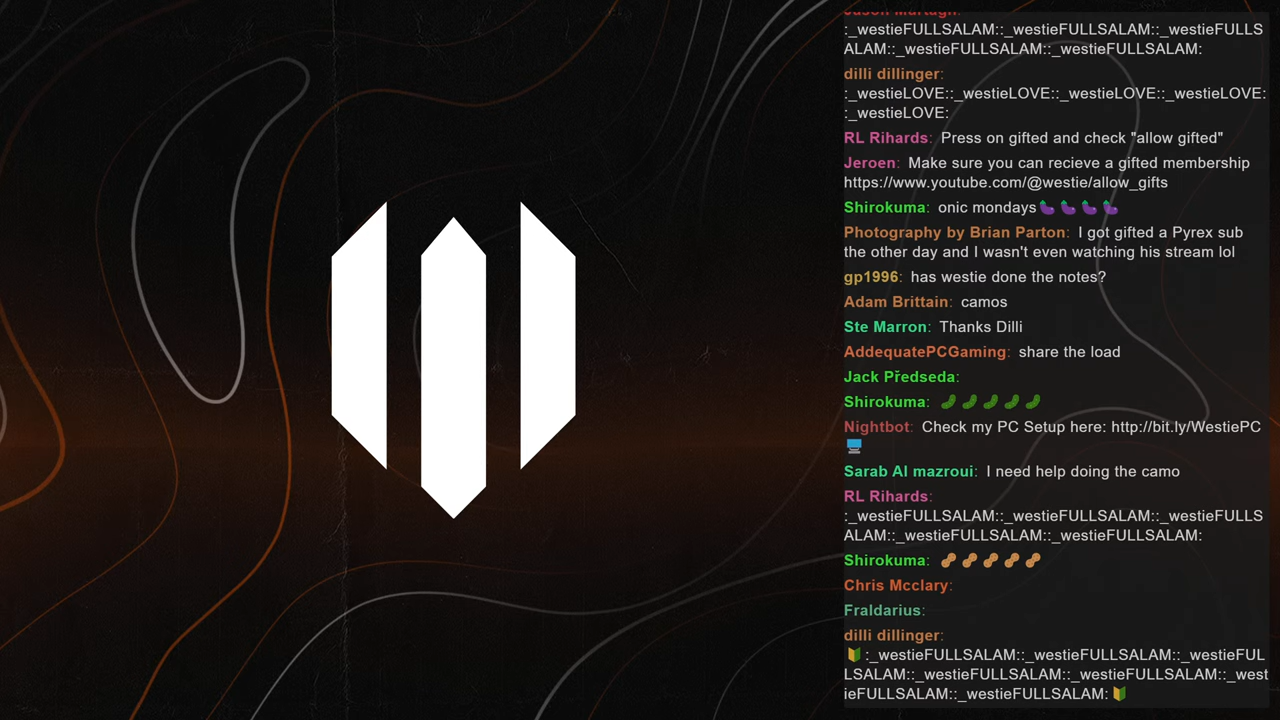 Jason Murtagh:
:_westieFULLSALAM::_westieFULLSALAM::_westieFULLS
ALAM::_westieFULLSALAM::_westieFULLSALAM:
dilli dillinger:
:_westieLOVE::_westieLOVE::_westieLOVE::_westieLOVE:
:_westieLOVE:
RL Rihards: Press on gifted and check "allow gifted"
Jeroen: Make sure you can recieve a gifted membership
https://www.youtube.com/@westie/allow_gifts
Shirokuma: onic mondays🍆🍆🍆🍆
Photography by Brian Parton: I got gifted a Pyrex sub
the other day and I wasn't even watching his stream lol
gp1996: has westie done the notes?
Adam Brittain: camos
Ste Marron: Thanks Dilli
AddequatePCGaming: share the load
Jack Předseda:
Shirokuma: 🥒🥒🥒🥒🥒
Nightbot: Check my PC Setup here: http://bit.ly/WestiePC
🖥
Sarab Al mazroui: I need help doing the camo
RL Rihards:
:_westieFULLSALAM::_westieFULLSALAM::_westieFULLS
ALAM::_westieFULLSALAM::_westieFULLSALAM:
Shirokuma: 🥜🥜🥜🥜🥜
Chris Mcclary:
Fraldarius:
dilli dillinger:
🔰:_westieFULLSALAM::_westieFULLSALAM::_westieFUL
LSALAM::_westieFULLSALAM::_westieFULLSALAM::_west
ieFULLSALAM::_westieFULLSALAM:🔰